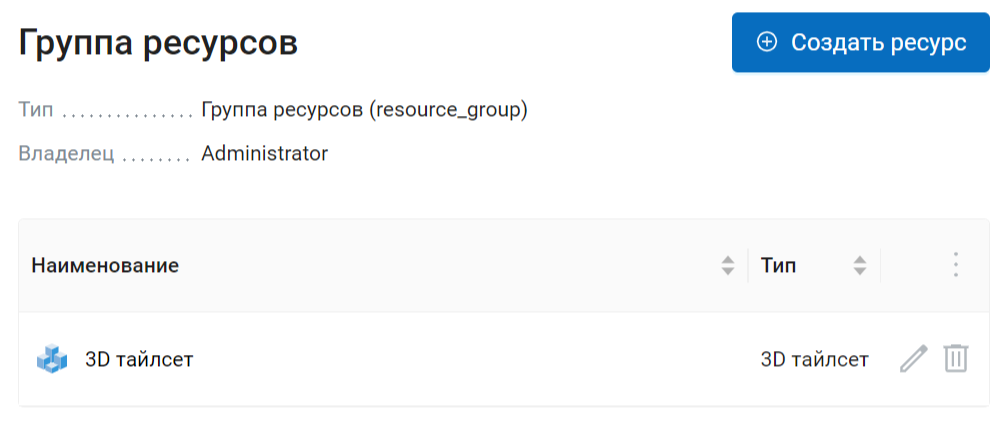 Группа ресурсов
Создать ресурс
Тип ............... Группа ресурсов (resource_group)
Владелец ........ Administrator
Наименование Тип
3D тайлсет 3D тайлсет